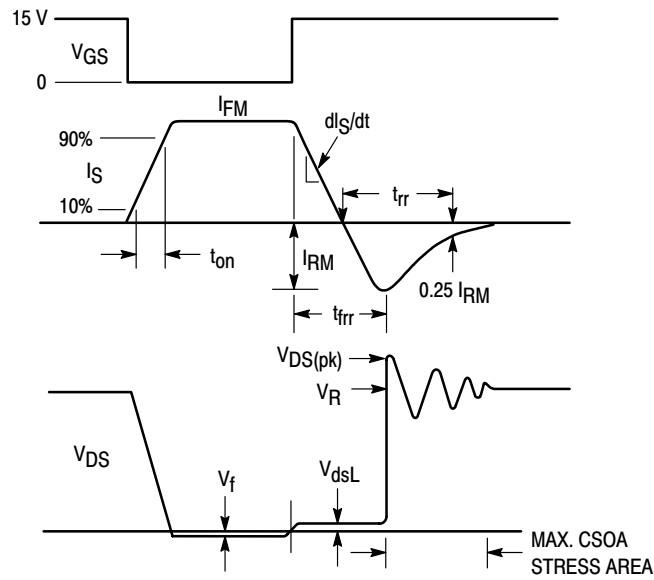 15 V
VGS
0
IFM
90%
dIS/dt
IS
10%
trr
ton
IRM
0.25 IRM
tfrr
VDS(pk)
VR
VDS
Vf
VdsL
MAX. CSOA
STRESS AREA